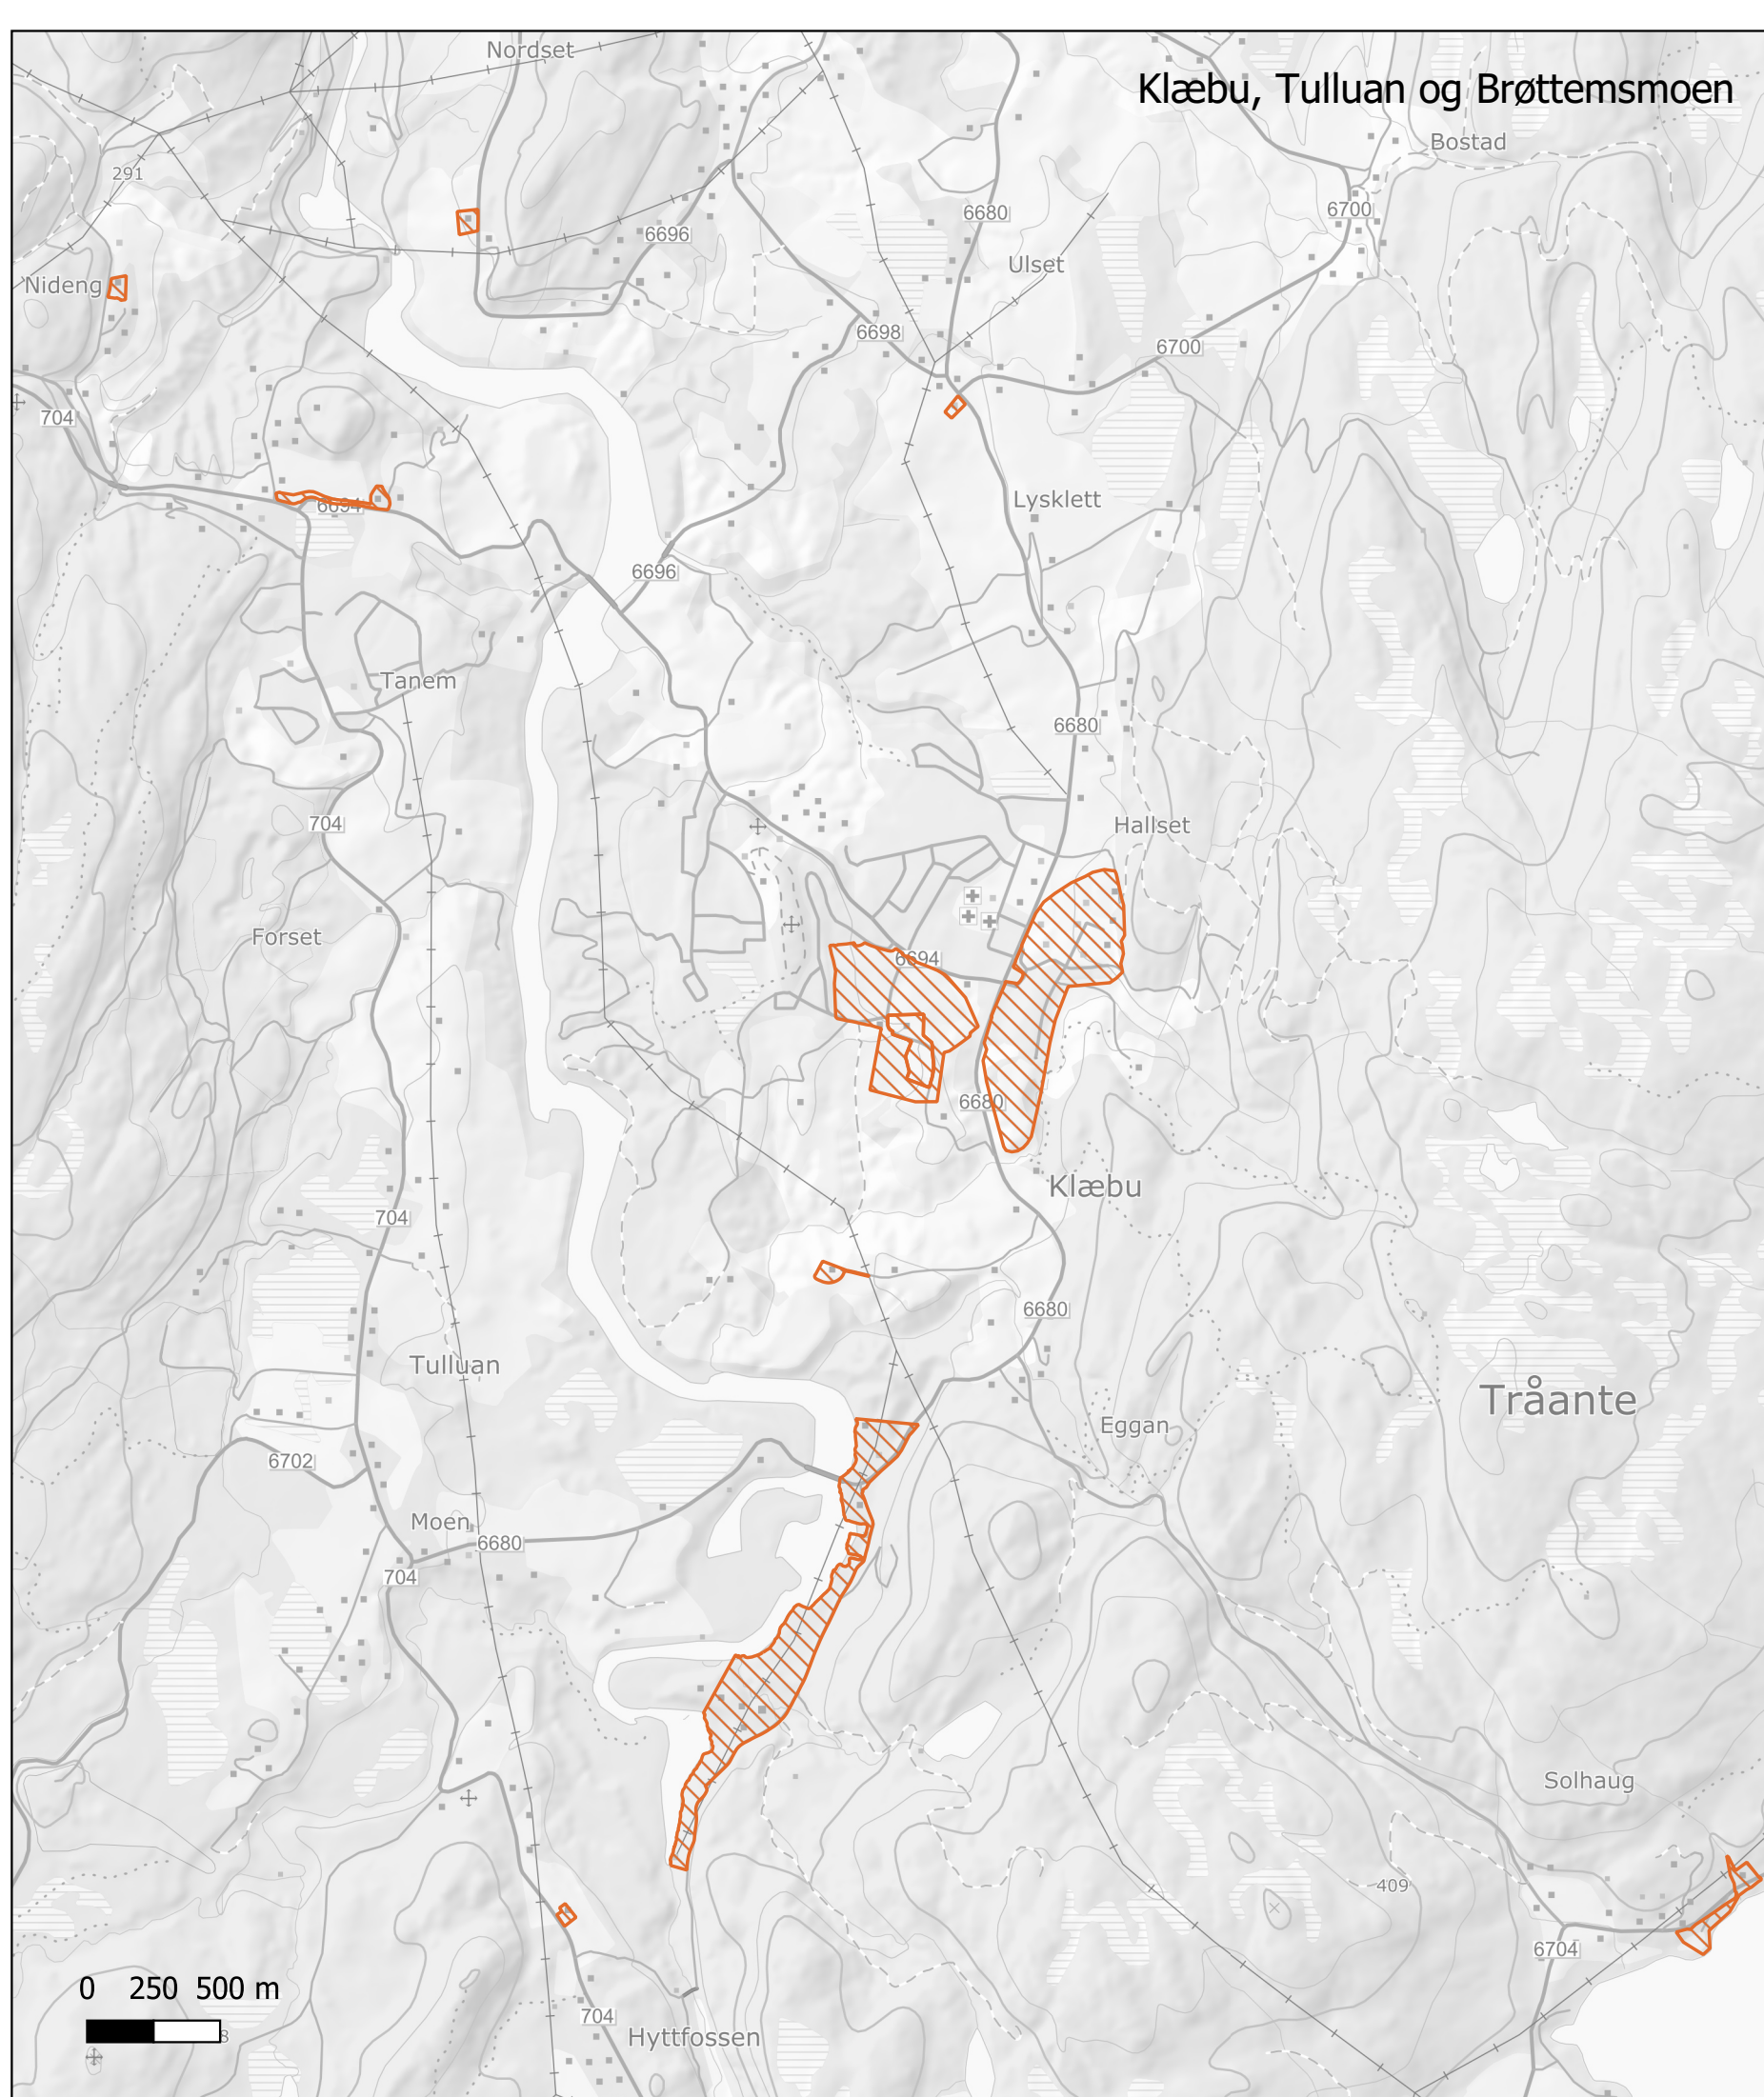 Nordset
Klæbu, Tulluan og Brøttemsmoen
Bostad
291
6680
6700
6696
Ulset
Nideng
6698
6700
704
Lysklett
6694
6696
Tanem
6680
704
Hallset
Forset
6694
6680
Klæbu
704
6680
Tulluan
Tråante
Eggan
6702
Moen
6680
704
Solhaug
409
6704
0 250 500 m
704
Hyttfossen